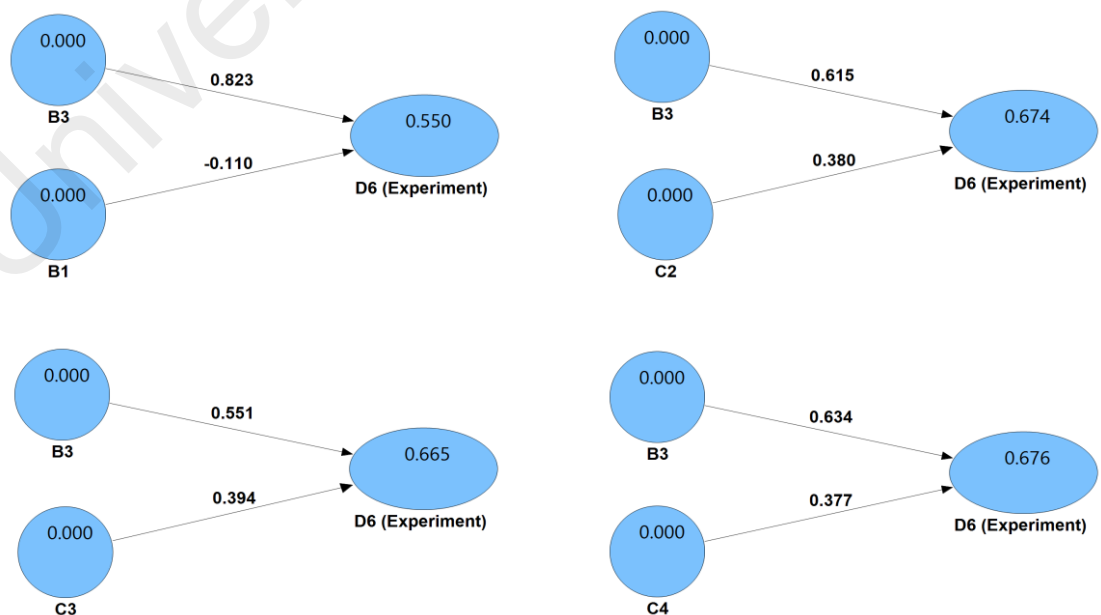 0.000
0.823
B3
0.550
0.000
-0.110
D6 (Experiment)
B1
0.000
0.615
B3
0.674
0.000
0.380
D6 (Experiment)
C2
0.000
0.551
B3
0.665
0.000
0.394
D6 (Experiment)
C3
0.000
0.634
B3
0.676
0.000
0.377
D6 (Experiment)
C4